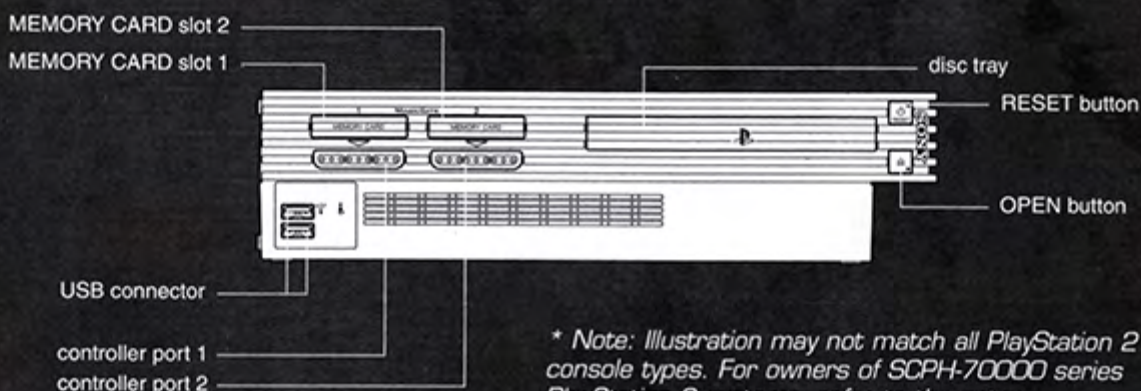 MEMORY CARD slot 2
MEMORY CARD slot 1
disc tray
RESET button
1
2
MEMORY CARD
MEMORY CARD
SONY
OPEN button
USB connector
controller port 1
controller port 2
* Note: Illustration may not match all PlayStation 2
console types. For owners of SCPH-70000 series